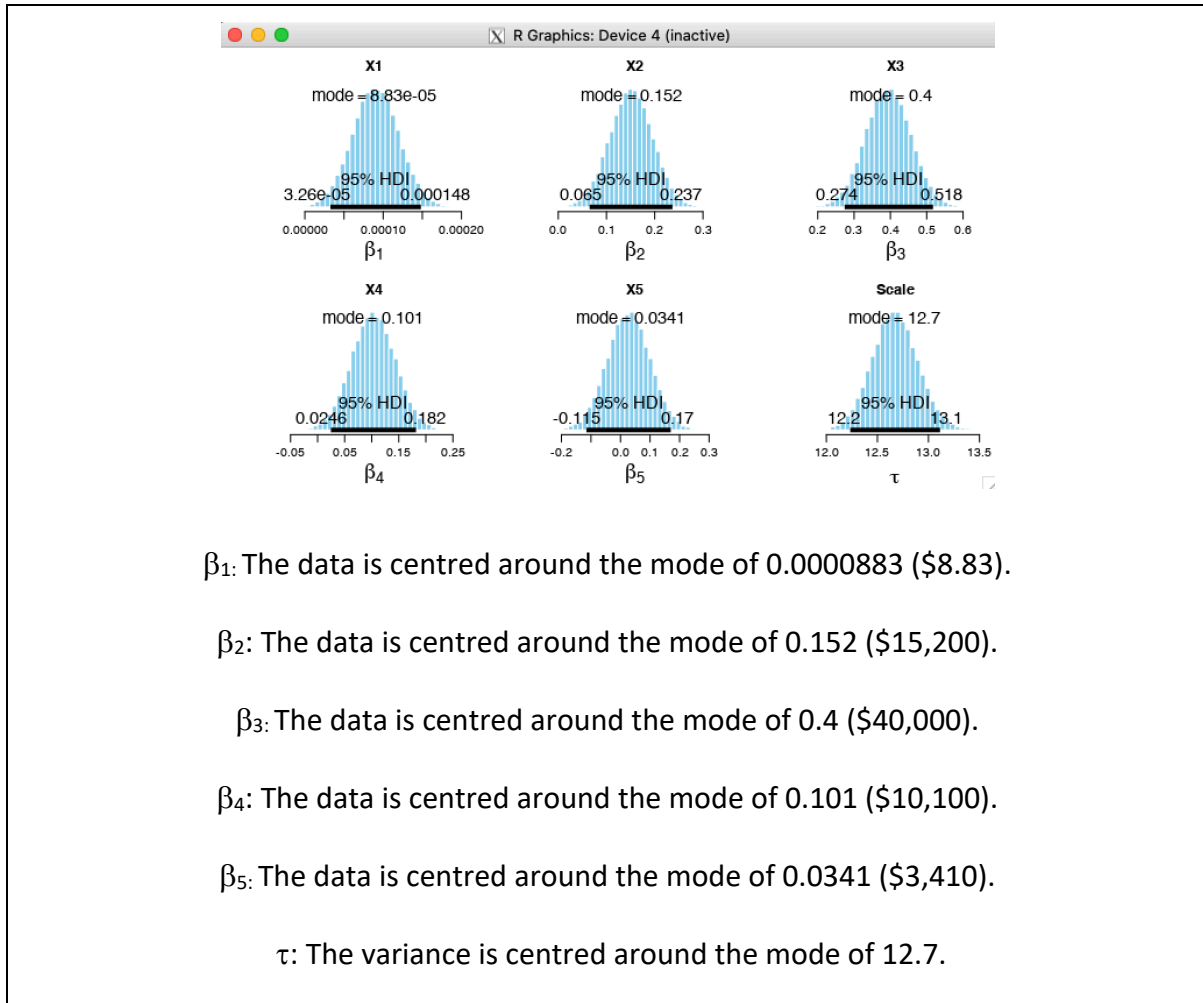 R Graphics: Device 4 (inactive)
X1
mode = 8.83e-05
95% HDI
3.26e-05 0.000148
0.00000 0.00010 0.00020
β1
X2
mode = 0.152
95% HDI
0.065 0.237
0.0 0.1 0.2 0.3
β2
X3
mode = 0.4
95% HDI
0.274 0.518
0.2 0.3 0.4 0.5 0.6
β3
X4
mode = 0.101
95% HDI
0.0246 0.182
-0.05 0.05 0.15 0.25
β4
X5
mode = 0.0341
95% HDI
-0.115 0.17
-0.2 0.0 0.1 0.2 0.3
β5
Scale
mode = 12.7
95% HDI
12.2 13.1
12.0 12.5 13.0 13.5
τ
β1: The data is centred around the mode of 0.0000883 ($8.83).
β2: The data is centred around the mode of 0.152 ($15,200).
β3: The data is centred around the mode of 0.4 ($40,000).
β4: The data is centred around the mode of 0.101 ($10,100).
β5: The data is centred around the mode of 0.0341 ($3,410).
τ: The variance is centred around the mode of 12.7.